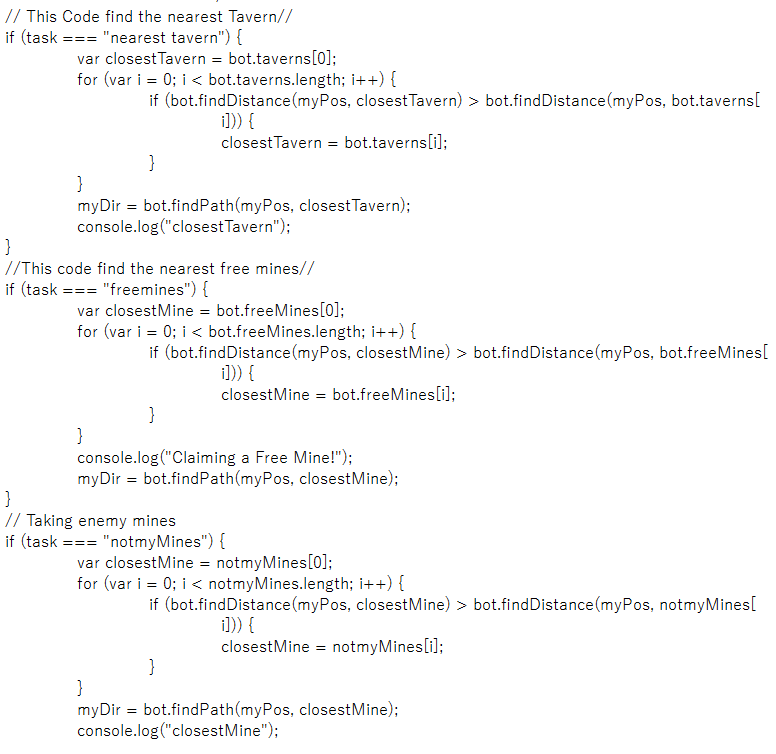 // This Code find the nearest Tavern//
if (task === "nearest tavern") {
var closestTavern = bot.taverns[0];
for (var i = 0; i < bot.taverns.length; i++) {
if (bot.findDistance(myPos, closestTavern) > bot.findDistance(myPos, bot.taverns[
i])) {
closestTavern = bot.taverns[i];
}
}
myDir = bot.findPath(myPos, closestTavern);
console.log("closestTavern");
}
//This code find the nearest free mines//
if (task === "freemines") {
var closestMine = bot.freeMines[0];
for (var i = 0; i < bot.freeMines.length; i++) {
if (bot.findDistance(myPos, closestMine) > bot.findDistance(myPos, bot.freeMines[
i])) {
closestMine = bot.freeMines[i];
}
}
console.log("Claiming a Free Mine!");
myDir = bot.findPath(myPos, closestMine);
}
// Taking enemy mines
if (task === "notmyMines") {
var closestMine = notmyMines[0];
for (var i = 0; i < notmyMines.length; i++) {
if (bot.findDistance(myPos, closestMine) > bot.findDistance(myPos, notmyMines[
i])) {
closestMine = notmyMines[i];
}
}
myDir = bot.findPath(myPos, closestMine);
console.log("closestMine");